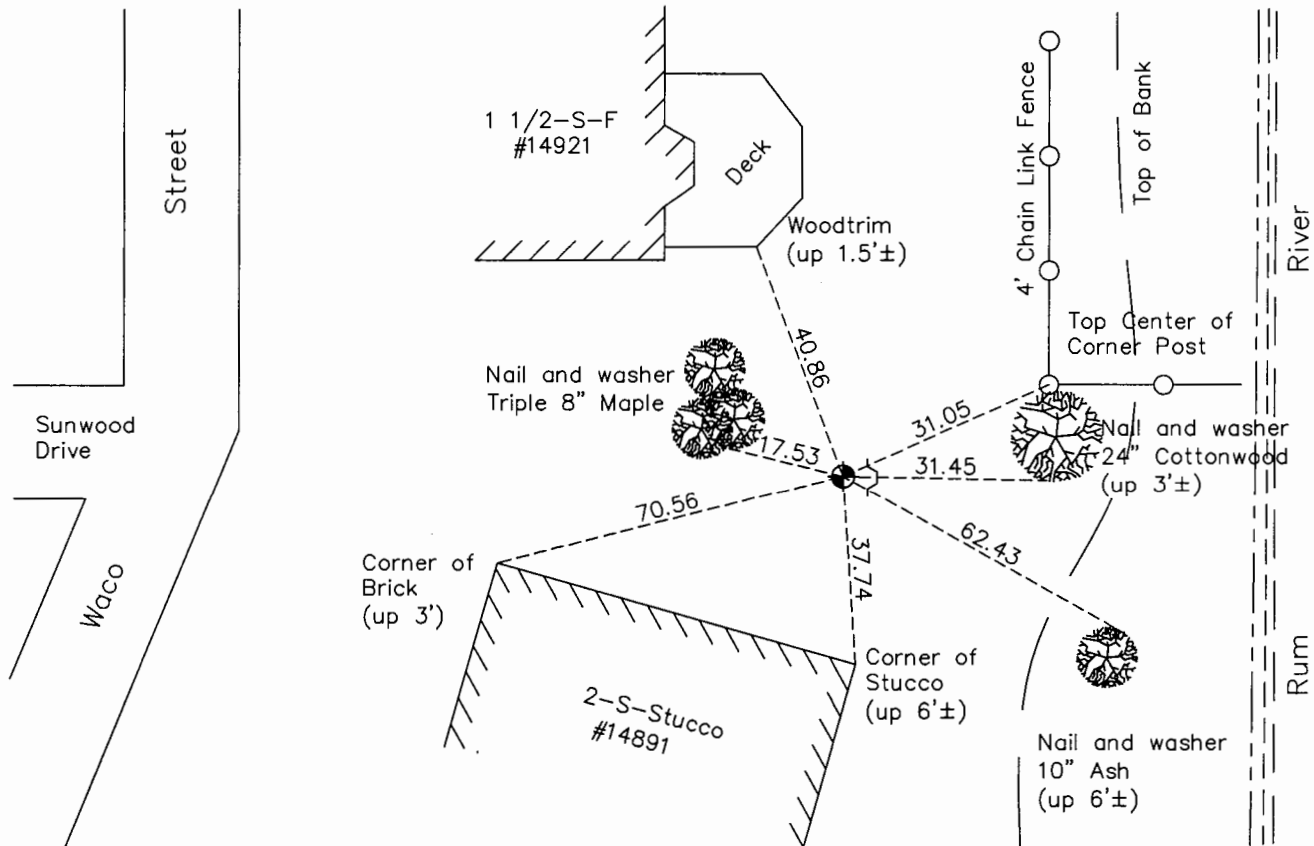 Street
1 1/2-S-F
#14921
Deck
4' Chain Link Fence
Top of Bank
River
Woodtrim
(up 1.5'±)
Top Center of
Corner Post
40.86
Nail and washer
Triple 8" Maple
Sunwood
Drive
31.05
Nail and washer
24" Cottonwood
(up 3'±)
17.53
31.45
70.56
62.43
37.74
Corner of
Brick
(up 3')
Waco
Corner of
Stucco
(up 6'±)
Rum
2-S-Stucco
#14891
Nail and washer
10" Ash
(up 6'±)